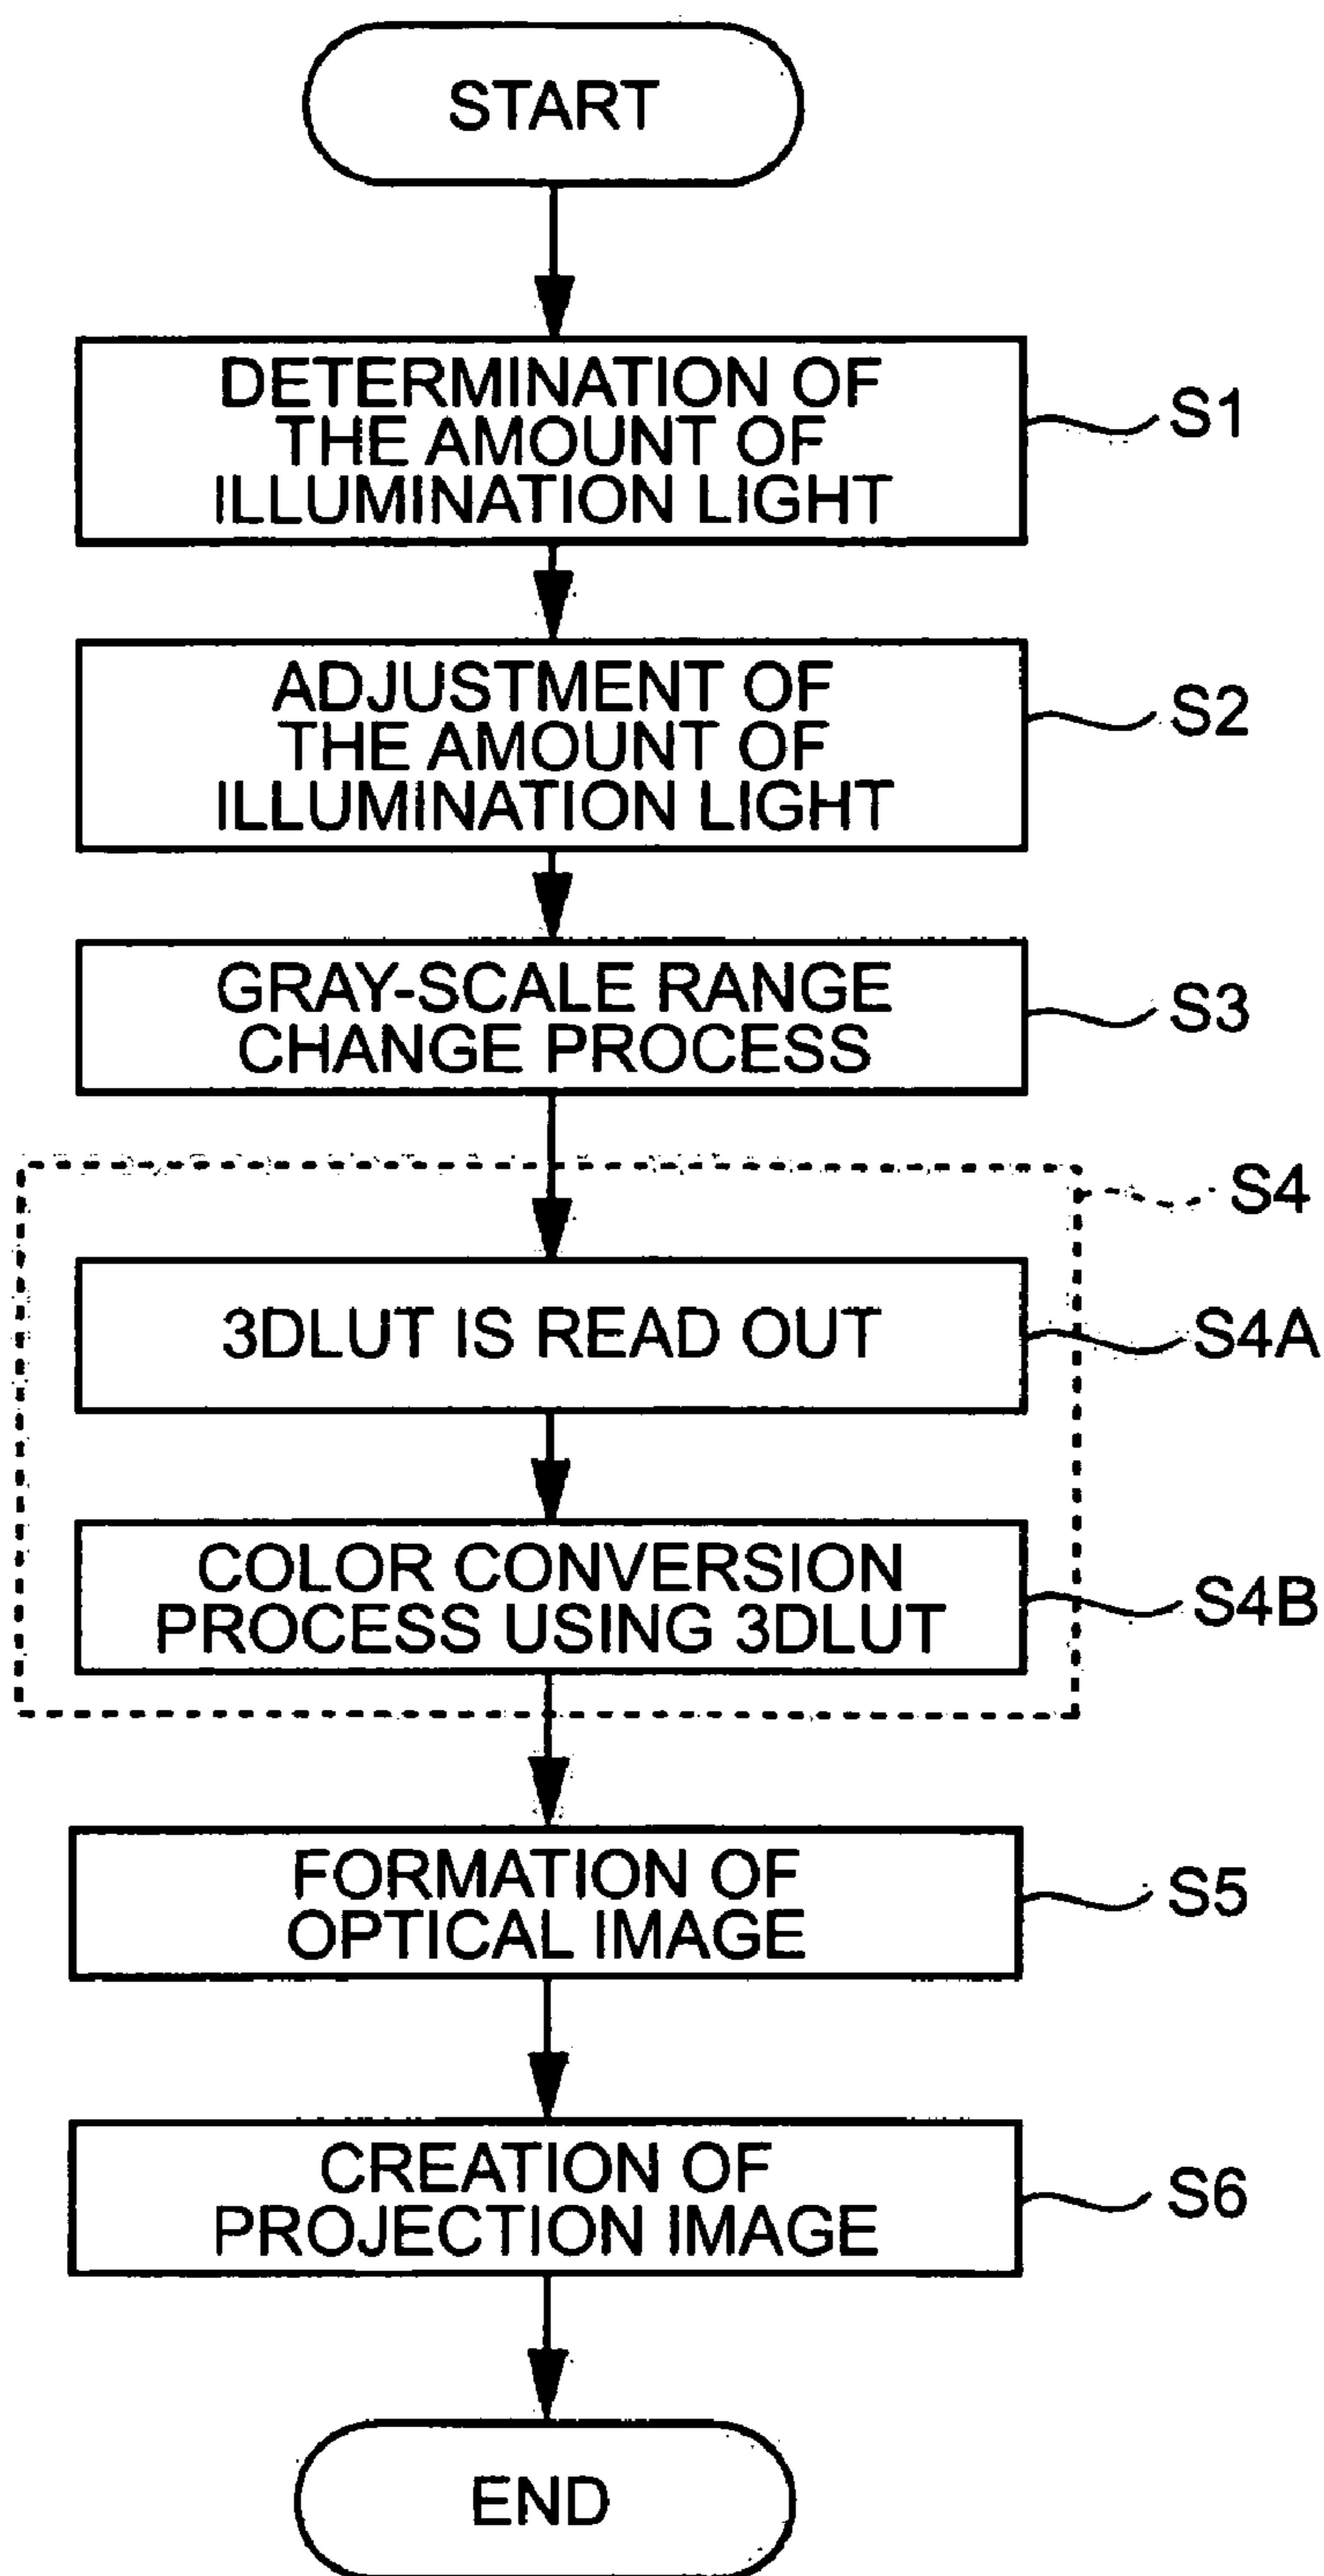 START
DETERMINATION OF
THE AMOUNT OF
ILLUMINATION LIGHT
S1
ADJUSTMENT OF
THE AMOUNT OF
ILLUMINATION LIGHT
S2
GRAY-SCALE RANGE
CHANGE PROCESS
S3
S4
3DLUT IS READ OUT
S4A
COLOR CONVERSION
PROCESS USING 3DLUT
S4B
FORMATION OF
OPTICAL IMAGE
S5
CREATION OF
PROJECTION IMAGE
S6
END